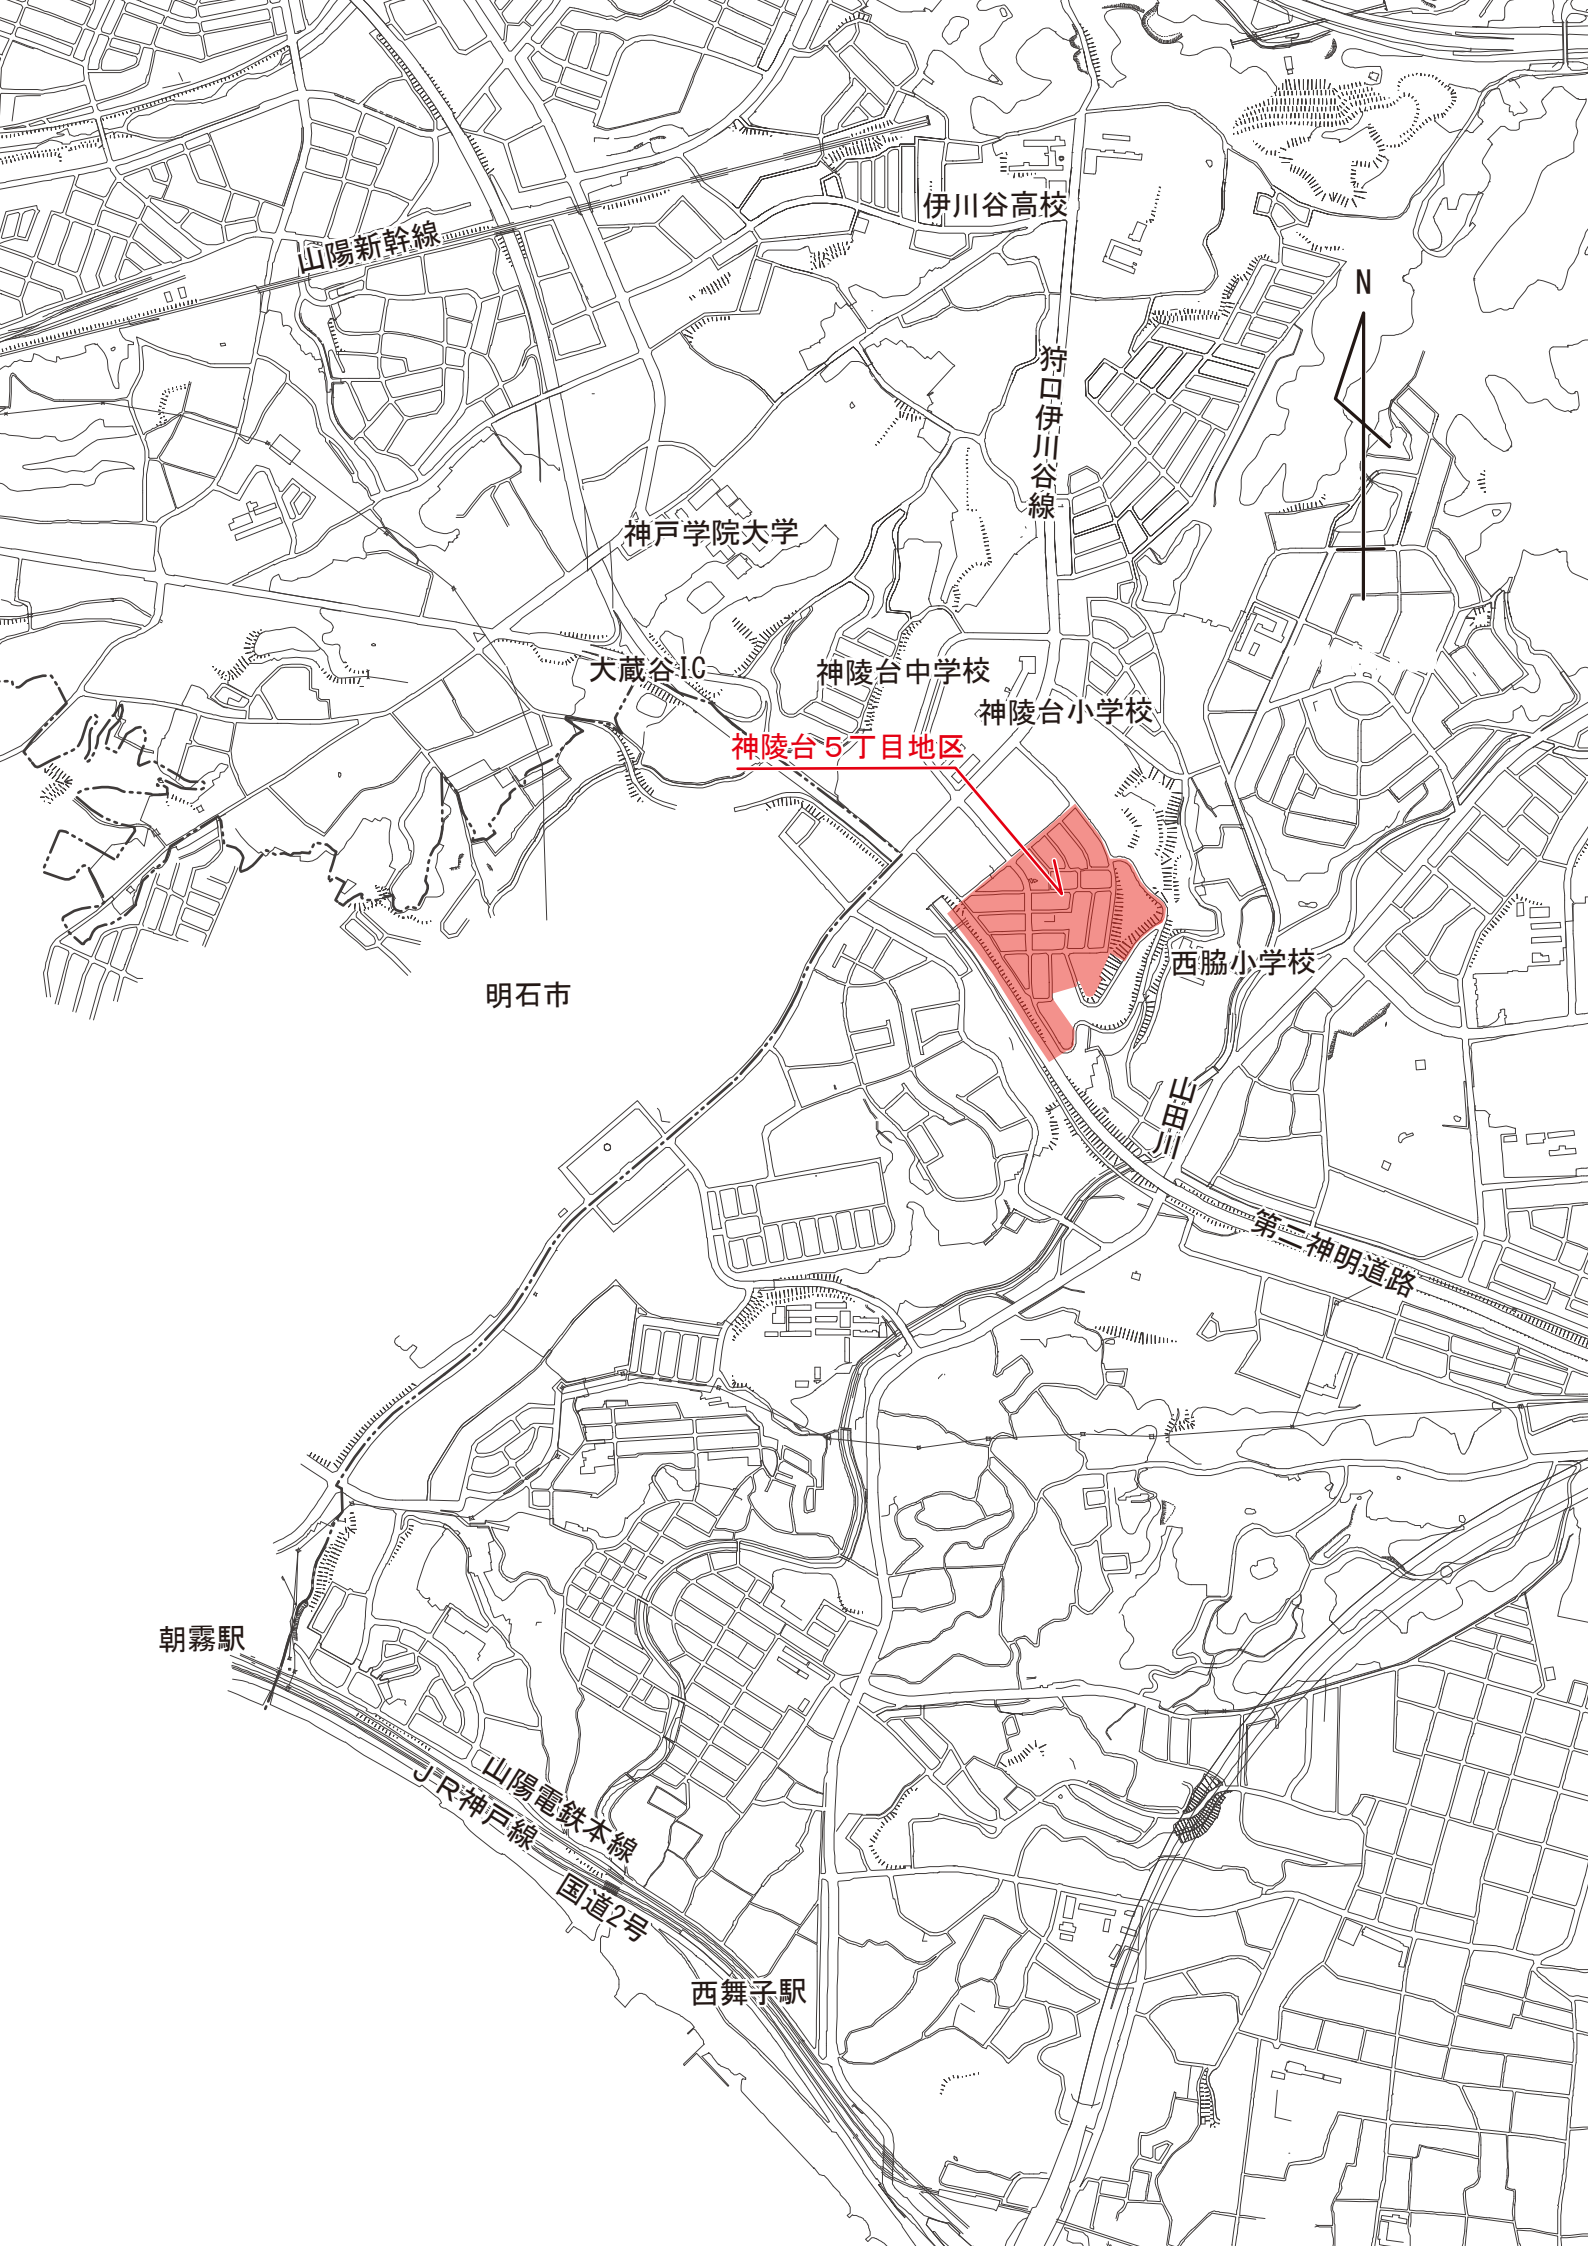 伊川谷高校
山陽新幹線
N
狩口伊川谷線
神戸学院大学
大蔵谷IC
神陵台中学校
神陵台小学校
神陵台５丁目地区
西脇小学校
明石市
山田川
第二神明道路
朝霧駅
山陽電鉄本線
ＪＲ神戸線
国道2号
西舞子駅